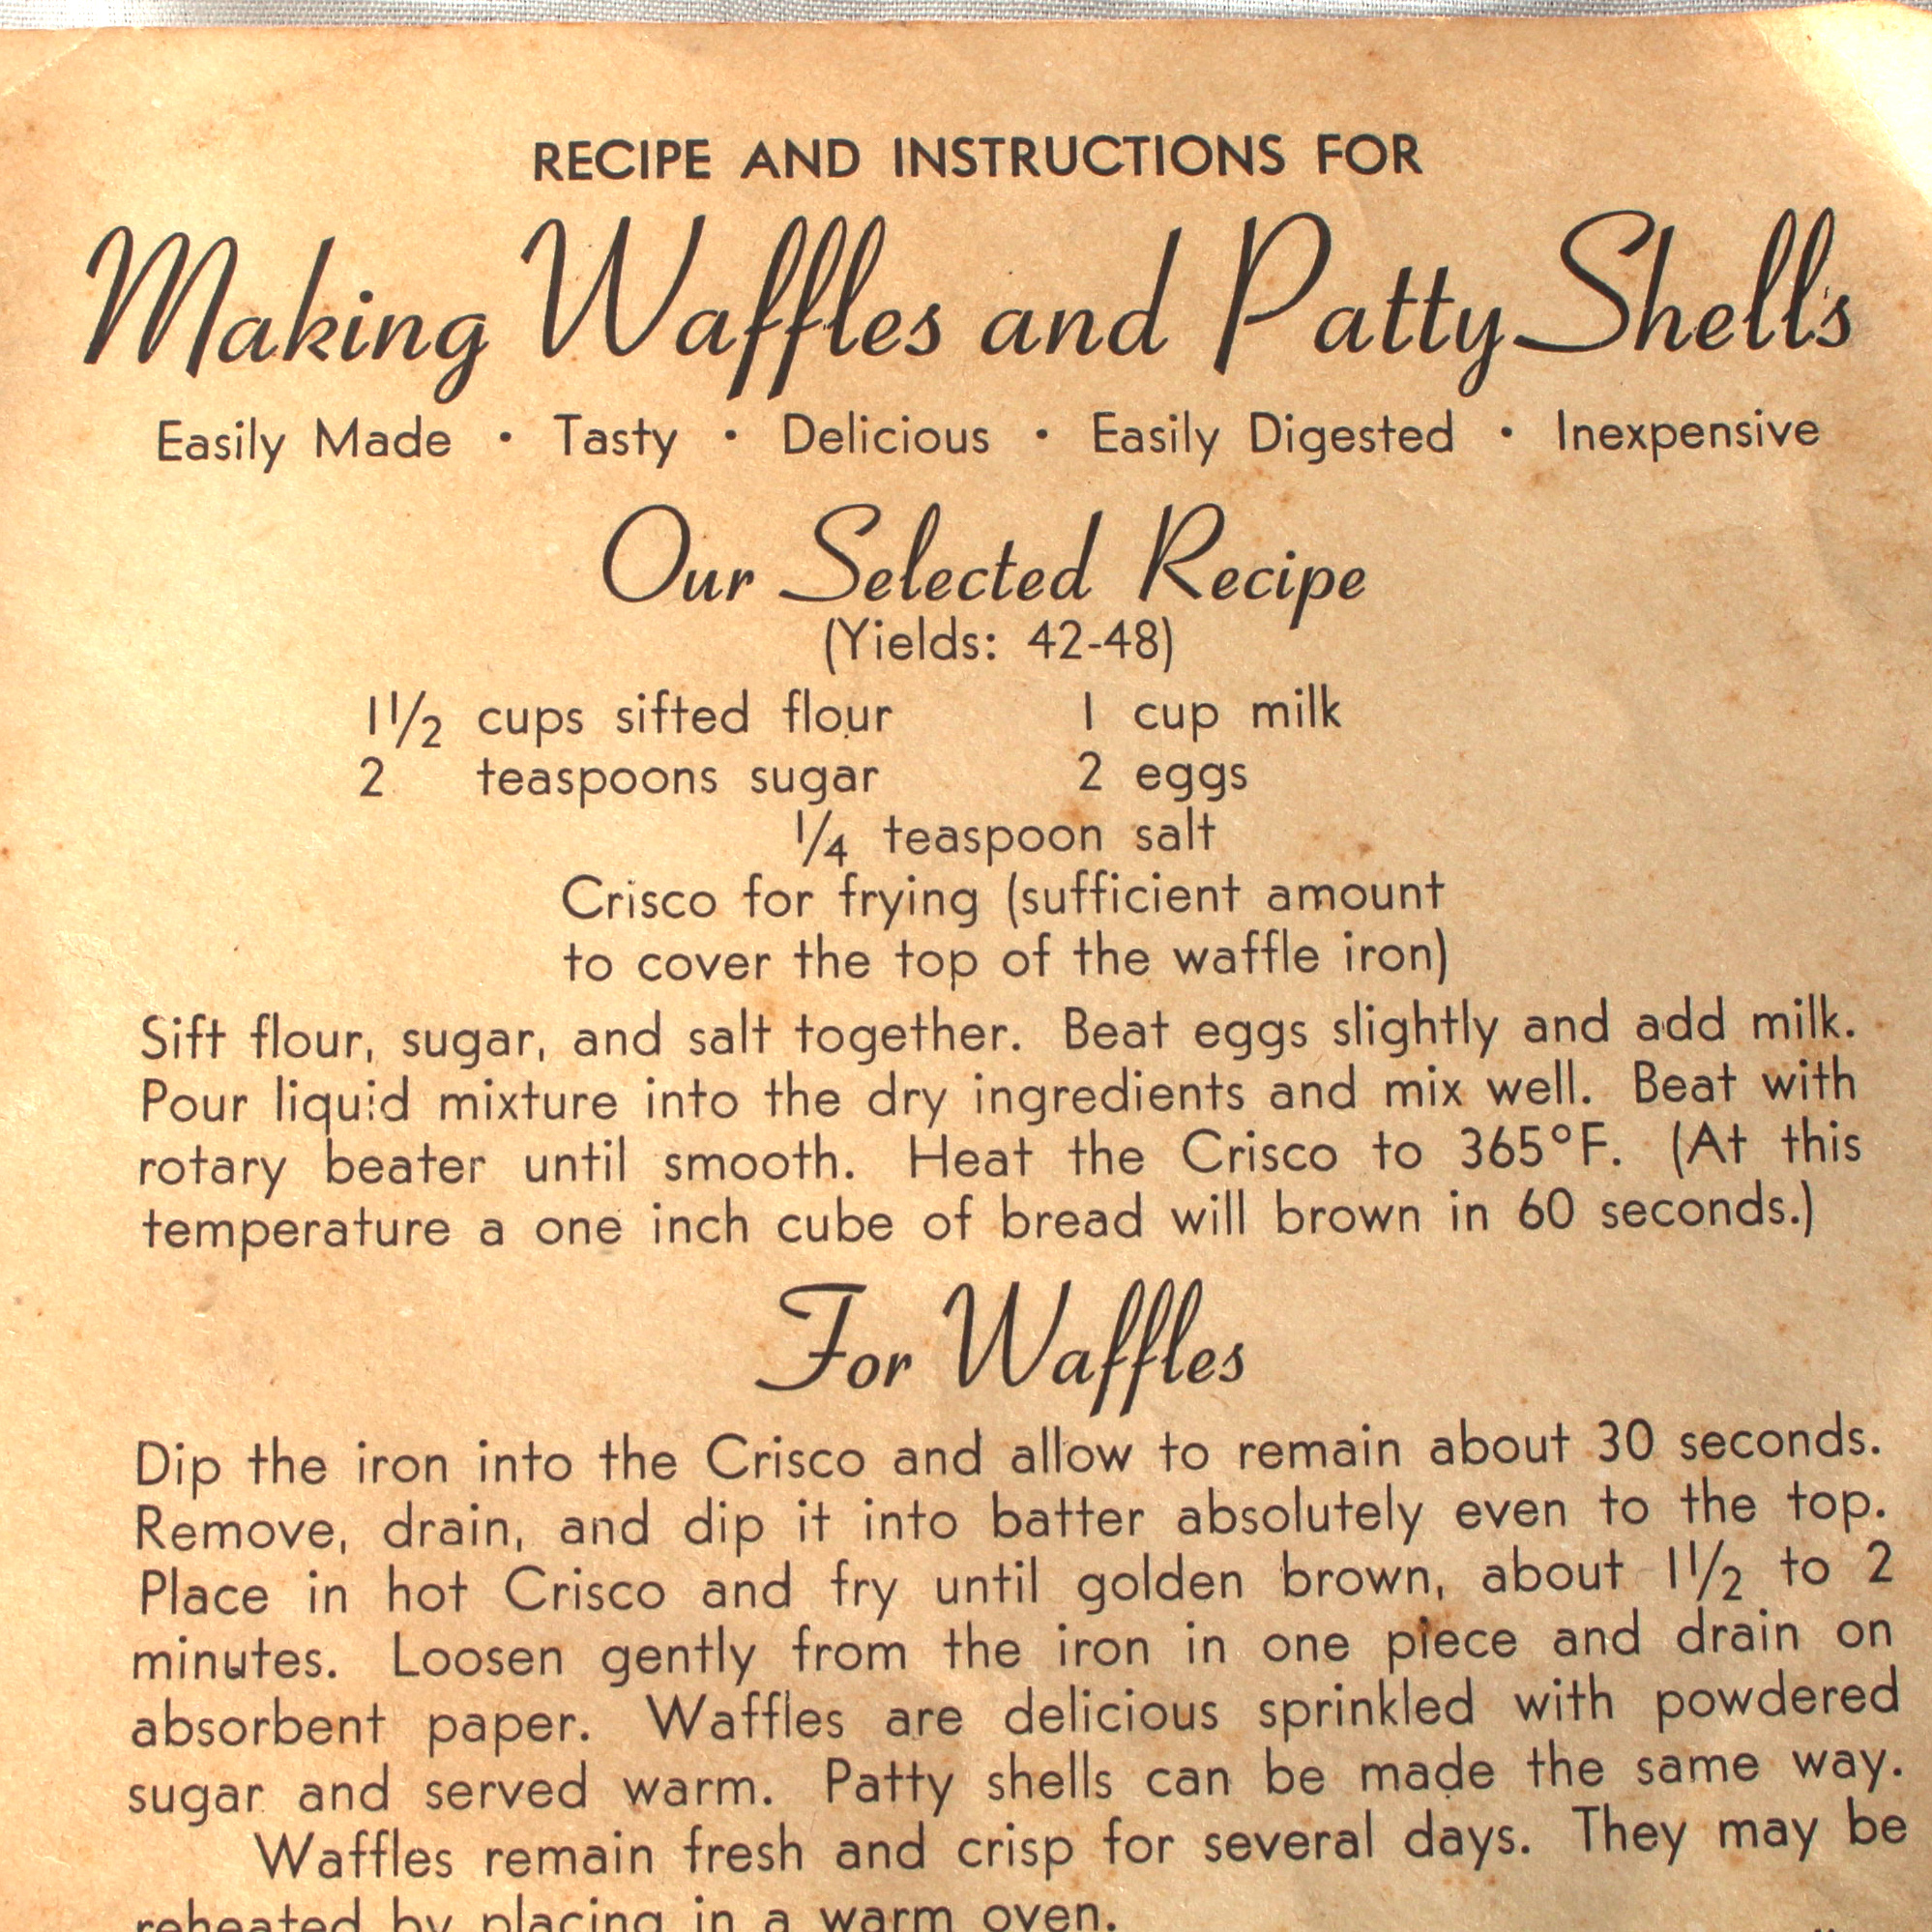 RECIPE AND INSTRUCTIONS FOR
Making Waffles and Patty Shells
Easily Made • Tasty • Delicious • Easily Digested • Inexpensive
Our Selected Recipe
(Yields: 42-48)
1 1/2 cups sifted flour 1 cup milk
2 teaspoons sugar 2 eggs
1/4 teaspoon salt
Crisco for frying (sufficient amount
to cover the top of the waffle iron)
Sift flour, sugar, and salt together. Beat eggs slightly and add milk.
Pour liquid mixture into the dry ingredients and mix well. Beat with
rotary beater until smooth. Heat the Crisco to 365°F. (At this
temperature a one inch cube of bread will brown in 60 seconds.)
For Waffles
Dip the iron into the Crisco and allow to remain about 30 seconds.
Remove, drain, and dip it into batter absolutely even to the top.
Place in hot Crisco and fry until golden brown, about 1 1/2 to 2
minutes. Loosen gently from the iron in one piece and drain on
absorbent paper. Waffles are delicious sprinkled with powdered
sugar and served warm. Patty shells can be made the same way.
Waffles remain fresh and crisp for several days. They may be
reheated by placing in a warm oven.